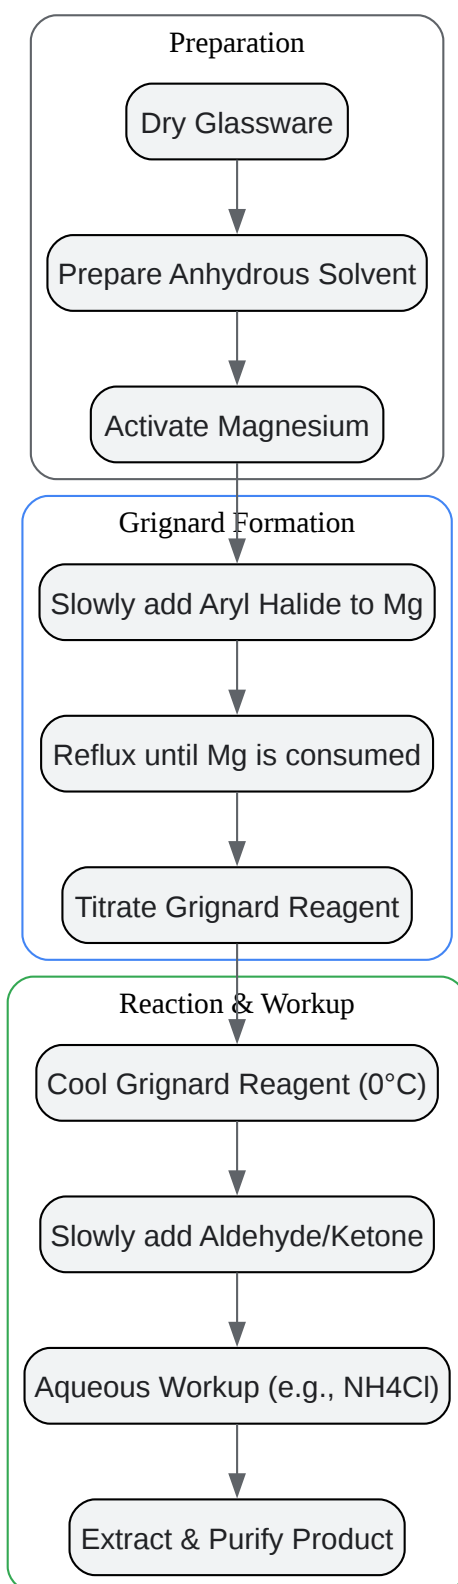 Preparation
Dry Glassware
Prepare Anhydrous Solvent
Activate Magnesium
Grignard Formation
Slowly add Aryl Halide to Mg
Reflux until Mg is consumed
Titrate Grignard Reagent
Reaction & Workup
Cool Grignard Reagent (0°C)
Slowly add Aldehyde/Ketone
Aqueous Workup (e.g., NH4Cl)
Extract & Purify Product